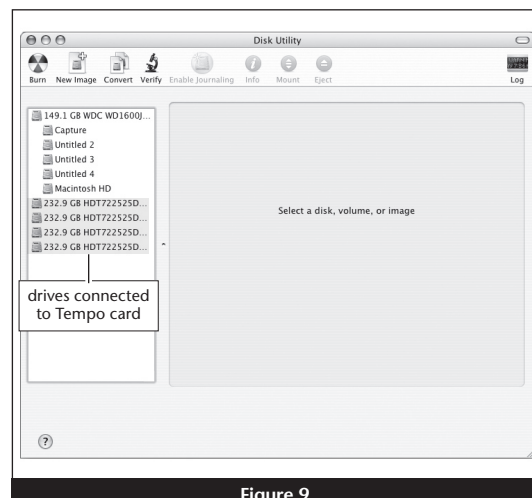 Disk Utility
Burn New Image Convert Verify Enable Journaling Info Mount Eject Log
149.1 GB WDC WD1600J...
Capture
Untitled 2
Untitled 3
Untitled 4
Macintosh HD
232.9 GB HDT722525D...
232.9 GB HDT722525D...
232.9 GB HDT722525D...
232.9 GB HDT722525D...
Select a disk, volume, or image
drives connected
to Tempo card
?
Figure 9